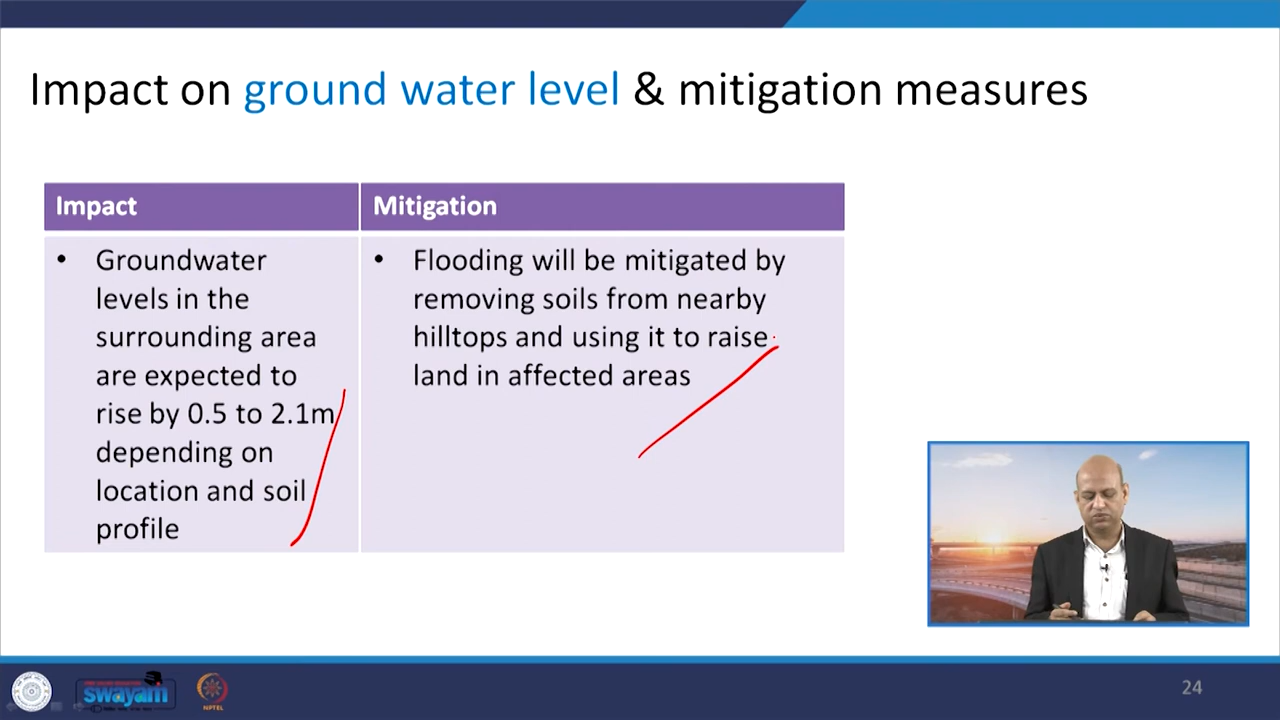 Impact on ground water level & mitigation measures
Impact
Mitigation
• Groundwater
levels in the
surrounding area
are expected to
rise by 0.5 to 2.1m
depending on
location and soil
profile
• Flooding will be mitigated by
removing soils from nearby
hilltops and using it to raise
land in affected areas
swayam
NPTEL
24